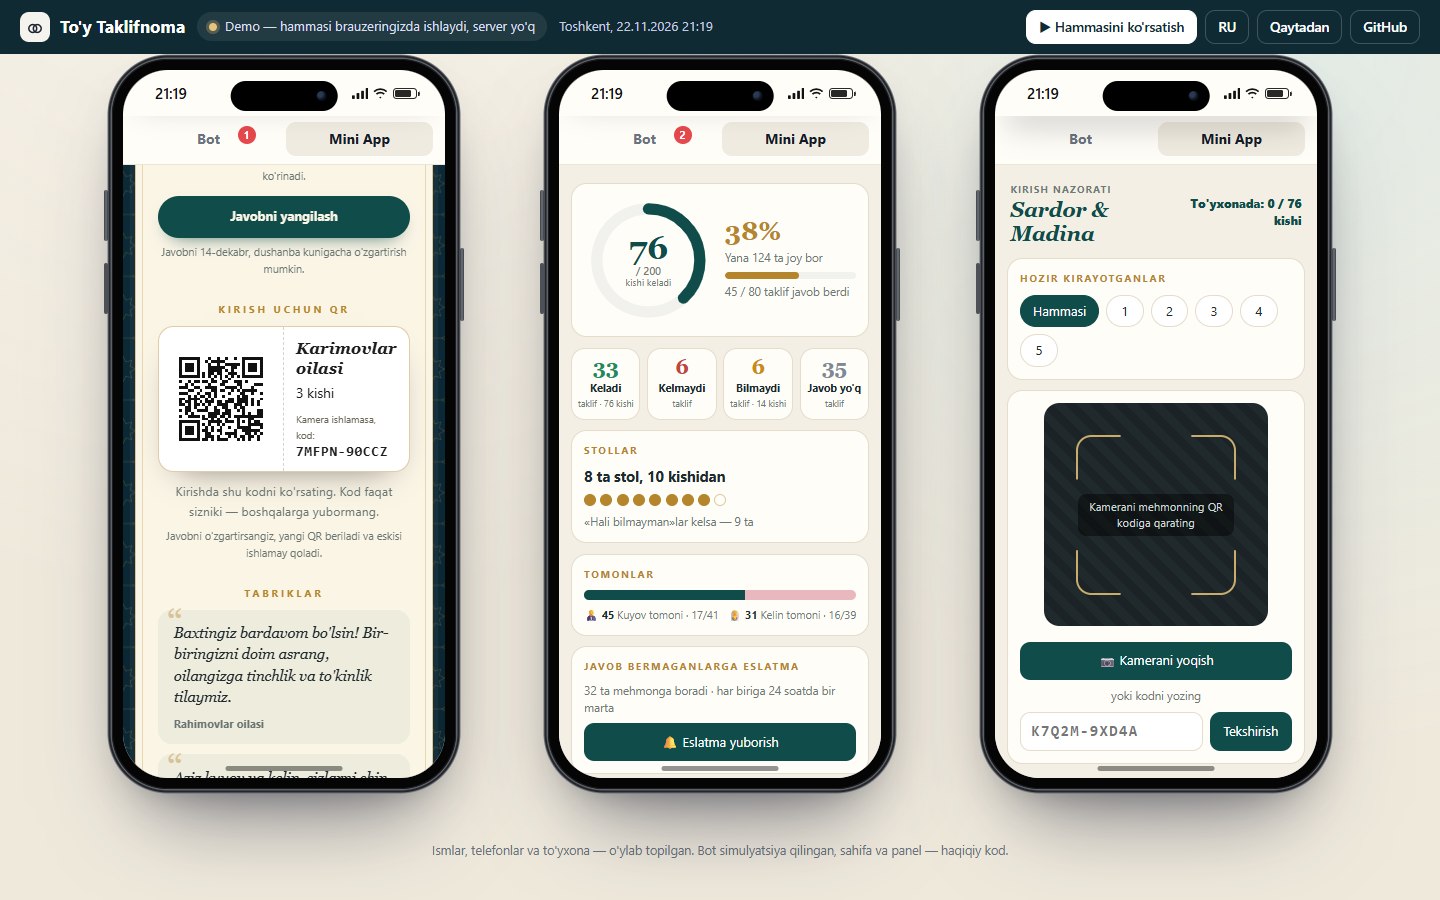 To'y Taklifnoma
Demo — hammasi brauzeringizda ishlaydi, server yo'q
Toshkent, 22.11.2026 21:19
▶ Hammasini ko'rsatish
RU
Qaytadan
GitHub
21:19
Bot
1
Mini App
ko'rinadi.
Javobni yangilash
Javobni 14-dekabr, dushanba kunigacha o'zgartirish
mumkin.
KIRISH UCHUN QR
Karimovlar
oilasi
3 kishi
Kamera ishlamasa,
kod:
7MFPN-90CCZ
Kirishda shu kodni ko'rsating. Kod faqat
sizniki — boshqalarga yubormang.
Javobni o'zgartirsangiz, yangi QR beriladi va eskisi
ishlamay qoladi.
TABRIKLAR
“
Baxtingiz bardavom bo'lsin! Bir-
biringizni doim asrang,
oilangizga tinchlik va to'kinlik
tilaymiz.
Rahimovlar oilasi
“
21:19
Bot
2
Mini App
76
/ 200
kishi keladi
38%
Yana 124 ta joy bor
45 / 80 taklif javob berdi
33
Keladi
taklif · 76 kishi
6
Kelmaydi
taklif
6
Bilmaydi
taklif · 14 kishi
35
Javob yo'q
taklif
STOLLAR
8 ta stol, 10 kishidan
«Hali bilmayman»lar kelsa — 9 ta
TOMONLAR
45 Kuyov tomoni · 17/41
31 Kelin tomoni · 16/39
JAVOB BERMAGANLARGA ESLATMA
32 ta mehmonga boradi · har biriga 24 soatda bir
marta
Eslatma yuborish
21:19
Bot
Mini App
KIRISH NAZORATI
Sardor &
Madina
To'yxonada: 0 / 76
kishi
HOZIR KIRAYOTGANLAR
Hammasi
1
2
3
4
5
Kamerani mehmonning QR
kodiga qarating
Kamerani yoqish
yoki kodni yozing
K7Q2M-9XD4A
Tekshirish
Ismlar, telefonlar va to'yxona — o'ylab topilgan. Bot simulyatsiya qilingan, sahifa va panel — haqiqiy kod.